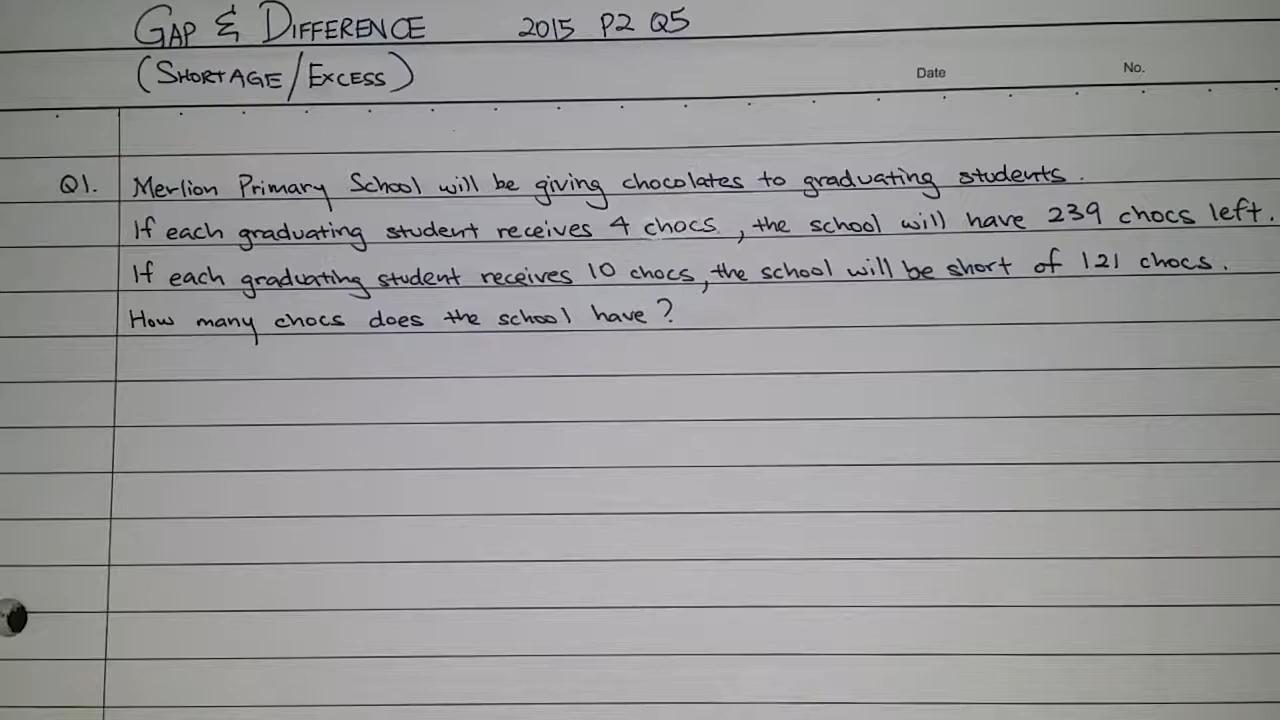 GAP & DIFFERENCE 2015 P2 Q5
(SHORTAGE/EXCESS)
Date No.
Q1. Merlion Primary School will be giving chocolates to graduating students.
If each graduating student receives 4 chocs, the school will have 239 chocs left.
If each graduating student receives 10 chocs, the school will be short of 121 chocs.
How many chocs does the school have?